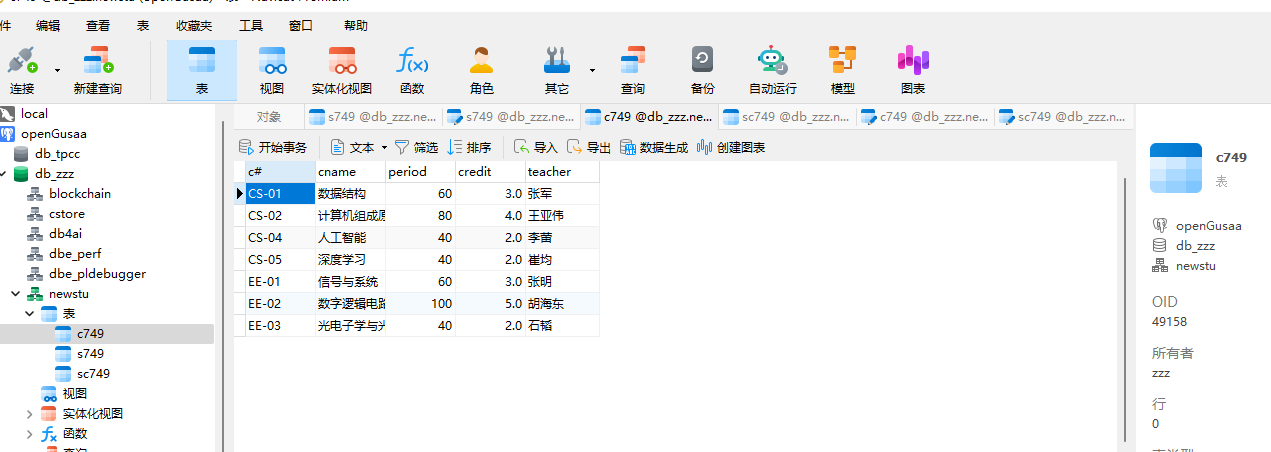 件 编辑 查看 表 收藏夹 工具 窗口 帮助
连接 新建查询 表 视图 实体化视图 函数 角色 其它 查询 备份 自动运行 模型 图表
local
openGusaa
db_tpcc
db_zzz
blockchain
cstore
db4ai
dbe_perf
dbe_pldebugger
newstu
表
c749
s749
sc749
视图
实体化视图
函数
对象 s749 @db_zzz.ne... s749 @db_zzz.ne... c749 @db_zzz.ne... sc749 @db_zz.n... c749 @db_zzz.ne... sc749 @db_zzz.n...
开始事务 文本 筛选 排序 导入 导出 数据生成 创建图表
c# cname period credit teacher
CS-01 数据结构 60 3.0 张军
CS-02 计算机组成原 80 4.0 王亚伟
CS-04 人工智能 40 2.0 李蕾
CS-05 深度学习 40 2.0 崔均
EE-01 信号与系统 60 3.0 张明
EE-02 数字逻辑电路 100 5.0 胡海东
EE-03 光电子学与光 40 2.0 石韬
c749
表
openGusaa
db_zzz
newstu
OID
49158
所有者
zzz
行
0